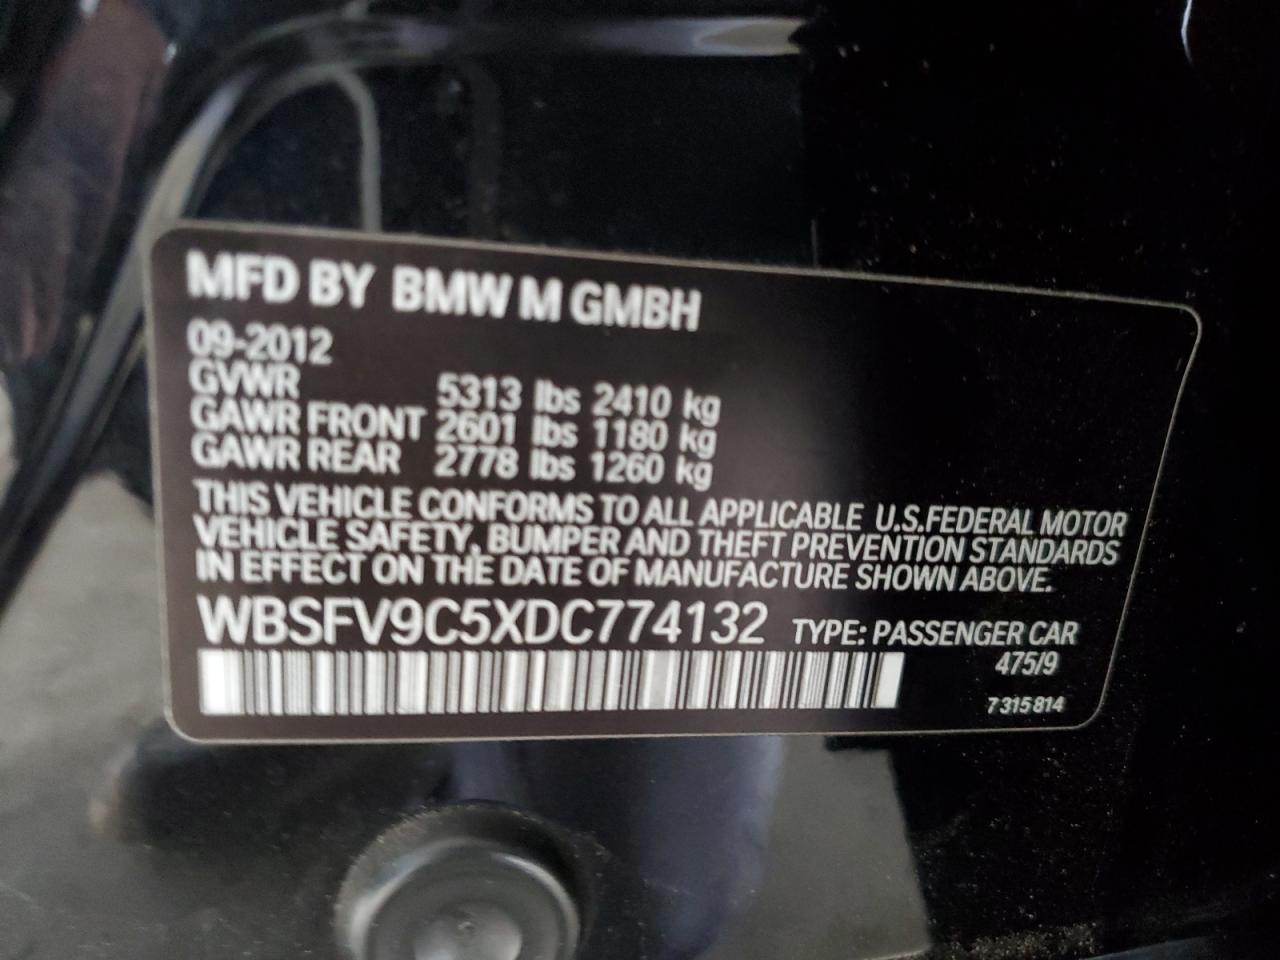 MFD BY BMW M GMBH
09-2012
GVWR 5313 lbs 2410 kg
GAWR FRONT 2601 lbs 1180 kg
GAWR REAR 2778 lbs 1260 kg
THIS VEHICLE CONFORMS TO ALL APPLICABLE U.S.FEDERAL MOTOR
VEHICLE SAFETY, BUMPER AND THEFT PREVENTION STANDARDS
IN EFFECT ON THE DATE OF MANUFACTURE SHOWN ABOVE.
WBSFV9C5XDC774132 TYPE: PASSENGER CAR
475/9
7 315 814